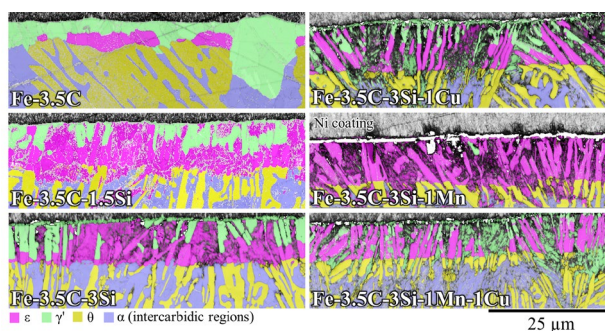 Fe-3.5C
Fe-3.5C-3Si-1Cu
Fe-3.5C-1.5Si
Ni coating
Fe-3.5C-3Si-1Mn
Fe-3.5C-3Si
Fe-3.5C-3Si-1Mn-1Cu
ε γ' θ α (intercarbidic regions)
25 µm